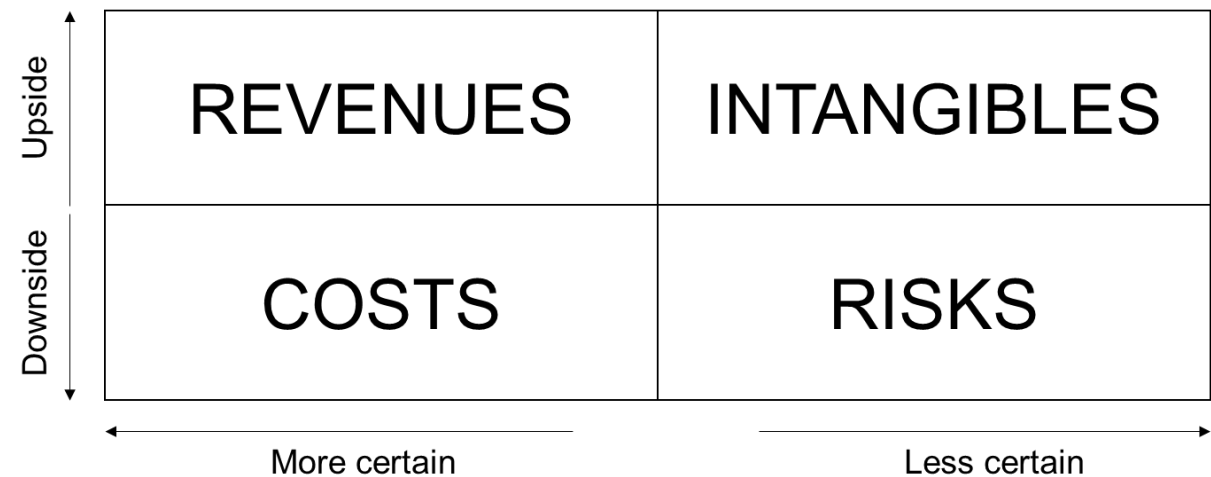 Upside
REVENUES
INTANGIBLES
Downside
COSTS
RISKS
More certain
Less certain